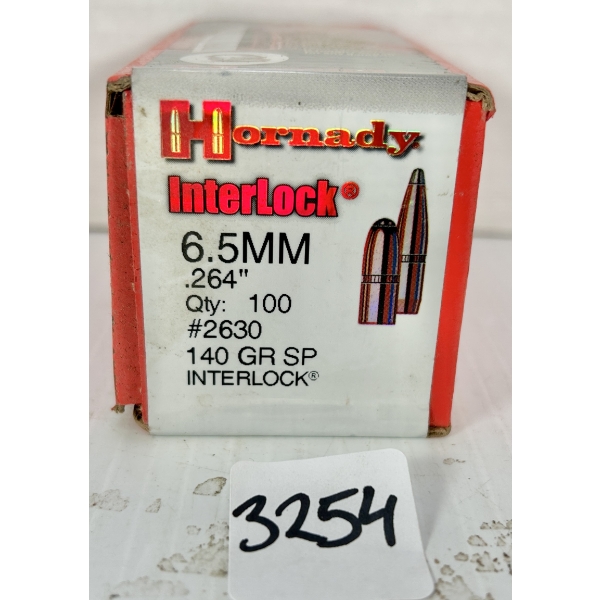 Hornady
InterLock®
6.5MM
.264"
Qty: 100
#2630
140 GR SP
INTERLOCK®
3254